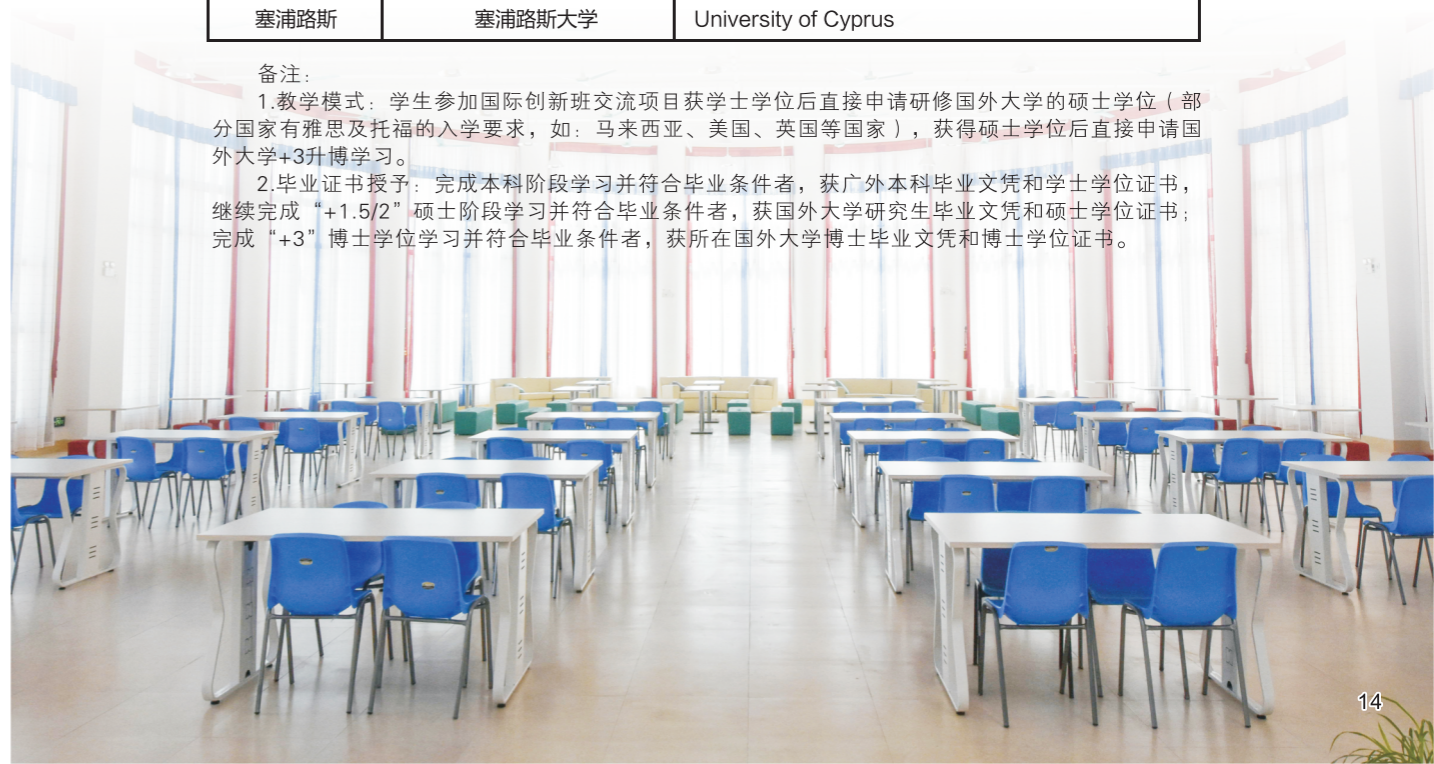 塞浦路斯 塞浦路斯大学 University of Cyprus
备注：
1.教学模式：学生参加国际创新班交流项目获学士学位后直接申请研修国外大学的硕士学位（部
分国家有雅思及托福的入学要求，如：马来西亚、美国、英国等国家），获得硕士学位后直接申请国
外大学+3升博学习。
2.毕业证书授予：完成本科阶段学习并符合毕业条件者，获广外本科毕业文凭和学士学位证书，
继续完成“+1.5/2”硕士阶段学习并符合毕业条件者，获国外大学研究生毕业文凭和硕士学位证书；
完成“+3”博士学位学习并符合毕业条件者，获所在国外大学博士毕业文凭和博士学位证书。
14